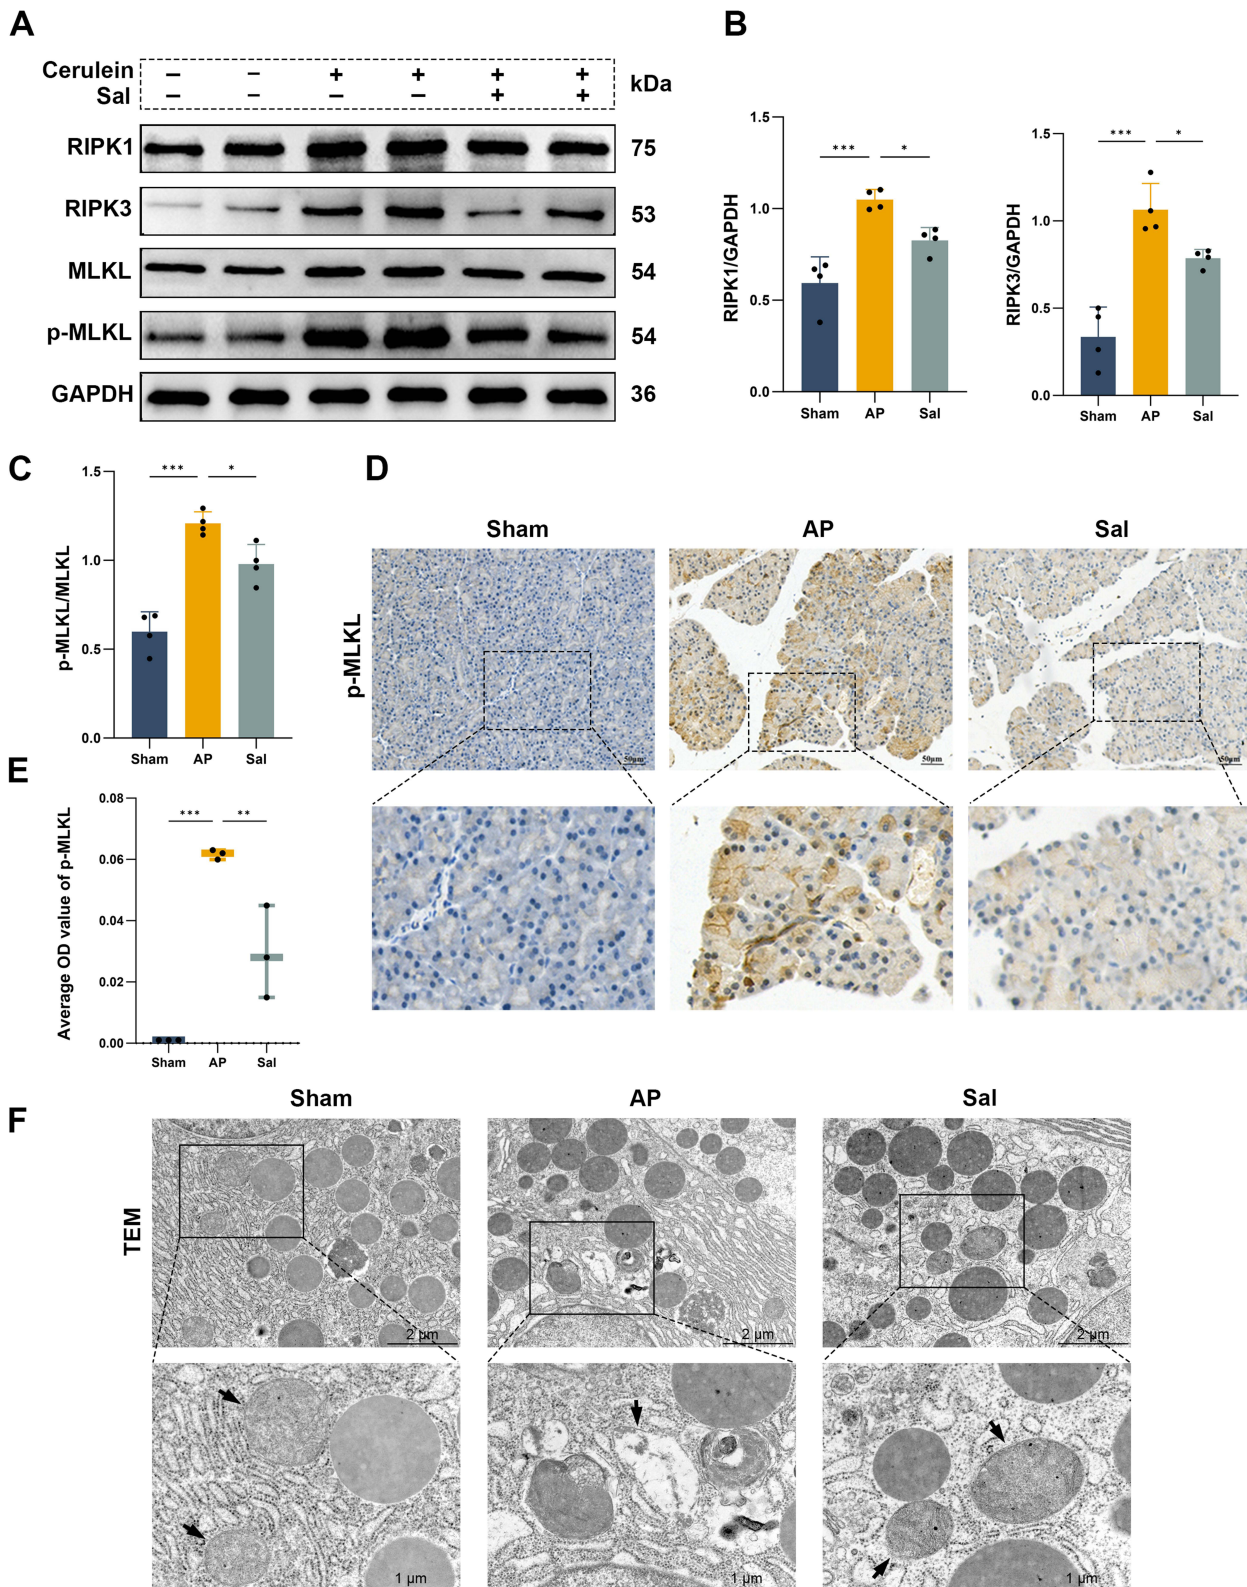 A
Cerulein – – + + + + kDa
Sal – – – – + +
RIPK1 75
RIPK3 53
MLKL 54
p-MLKL 54
GAPDH 36
B
RIPK1/GAPDH
1.5
1.0
0.5
0.0
*** *
Sham AP Sal
RIPK3/GAPDH
1.5
1.0
0.5
0.0
*** *
Sham AP Sal
C
p-MLKL/MLKL
1.5
1.0
0.5
0.0
*** *
Sham AP Sal
D
Sham AP Sal
p-MLKL
50μm 50μm 50μm
E
Average OD value of p-MLKL
0.08
0.06
0.04
0.02
0.00
*** **
Sham AP Sal
F
Sham AP Sal
TEM
2 μm 2 μm 2 μm
1 μm 1 μm 1 μm